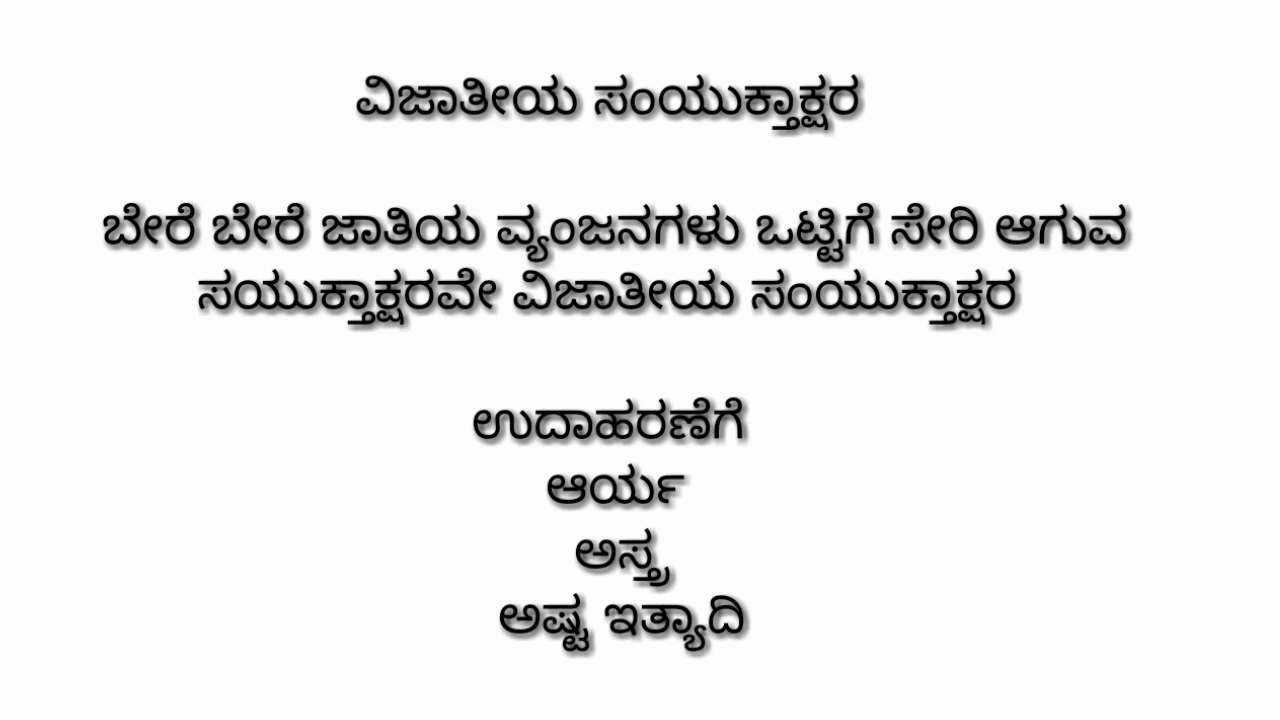 ವಿಜಾತೀಯ ಸಂಯುಕ್ತಾಕ್ಷರ
ಬೇರೆ ಬೇರೆ ಜಾತಿಯ ವ್ಯಂಜನಗಳು ಒಟ್ಟಿಗೆ ಸೇರಿ ಆಗುವ
ಸಯುಕ್ತಾಕ್ಷರವೇ ವಿಜಾತೀಯ ಸಂಯುಕ್ತಾಕ್ಷರ
ಉದಾಹರಣೆಗೆ
ಆರ್ಯ
ಅಸ್ತ್ರ
ಅಷ್ಟ ಇತ್ಯಾದಿ